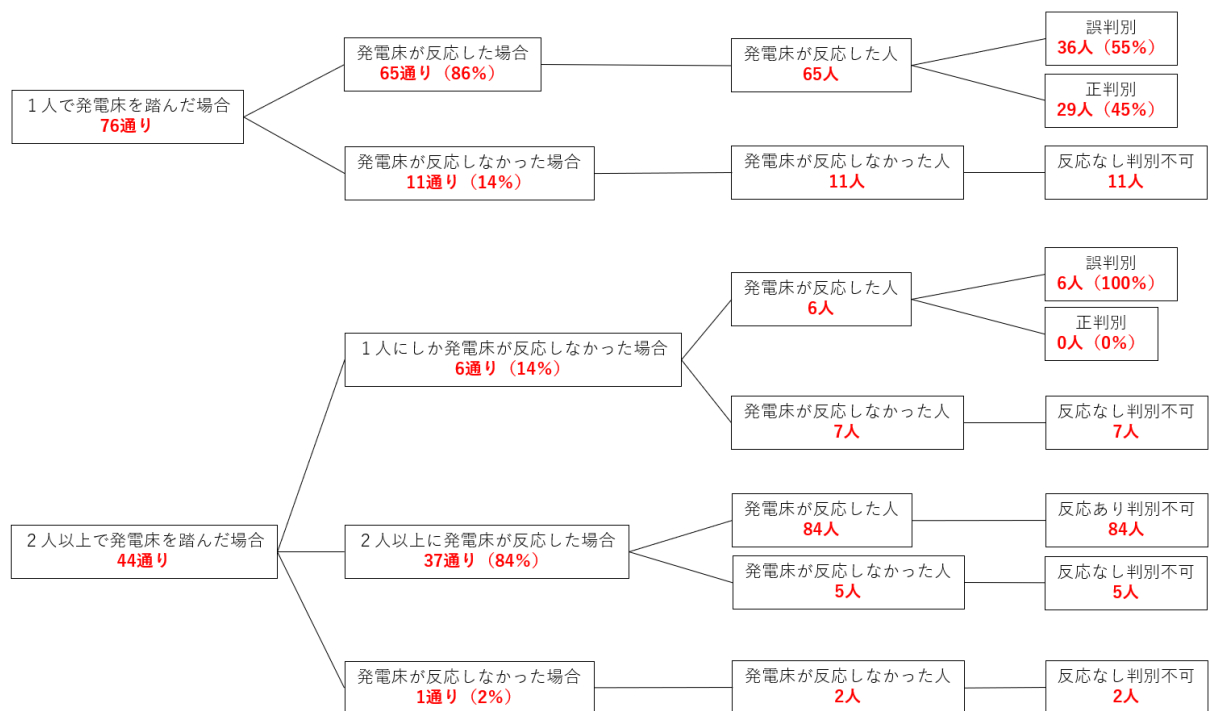 １人で発電床を踏んだ場合
76通り
発電床が反応した場合
65通り（86%）
発電床が反応した人
65人
誤判別
36人（55%）
正判別
29人（45%）
発電床が反応しなかった場合
11通り（14%）
発電床が反応しなかった人
11人
反応なし判別不可
11人
２人以上で発電床を踏んだ場合
44通り
１人にしか発電床が反応しなかった場合
6通り（14%）
発電床が反応した人
6人
誤判別
6人（100%）
正判別
0人（0%）
発電床が反応しなかった人
7人
反応なし判別不可
7人
２人以上に発電床が反応した場合
37通り（84%）
発電床が反応した人
84人
反応あり判別不可
84人
発電床が反応しなかった人
5人
反応なし判別不可
5人
発電床が反応しなかった場合
1通り（2%）
発電床が反応しなかった人
2人
反応なし判別不可
2人